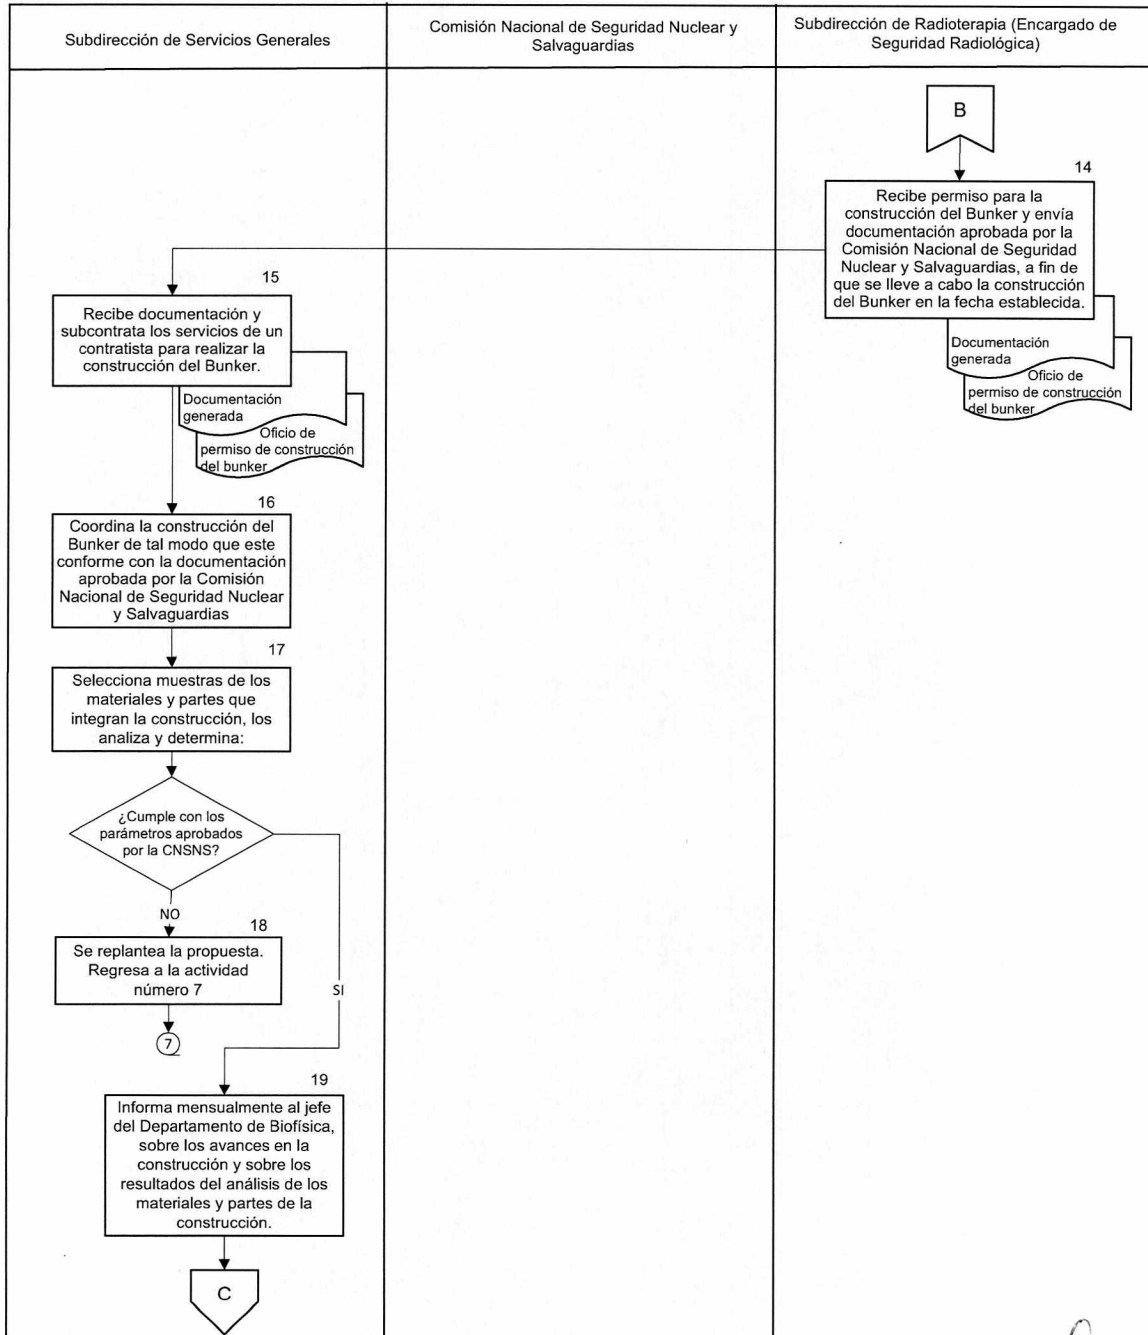 Subdirección de Servicios Generales
Comisión Nacional de Seguridad Nuclear y
Salvaguardias
Subdirección de Radioterapia (Encargado de
Seguridad Radiológica)
B
14
Recibe permiso para la
construcción del Bunker y envía
documentación aprobada por la
Comisión Nacional de Seguridad
Nuclear y Salvaguardias, a fin de
que se lleve a cabo la construcción
del Bunker en la fecha establecida.
Documentación
generada
Oficio de
permiso de construcción
del bunker
15
Recibe documentación y
subcontrata los servicios de un
contratista para realizar la
construcción del Bunker.
Documentación
generada
Oficio de
permiso de construcción
del bunker
16
Coordina la construcción del
Bunker de tal modo que este
conforme con la documentación
aprobada por la Comisión
Nacional de Seguridad Nuclear
y Salvaguardias
17
Selecciona muestras de los
materiales y partes que
integran la construcción, los
analiza y determina:
¿Cumple con los
parámetros aprobados
por la CNSNS?
NO
18
Se replantea la propuesta.
Regresa a la actividad
número 7
SI
7
19
Informa mensualmente al jefe
del Departamento de Biofísica,
sobre los avances en la
construcción y sobre los
resultados del análisis de los
materiales y partes de la
construcción.
C